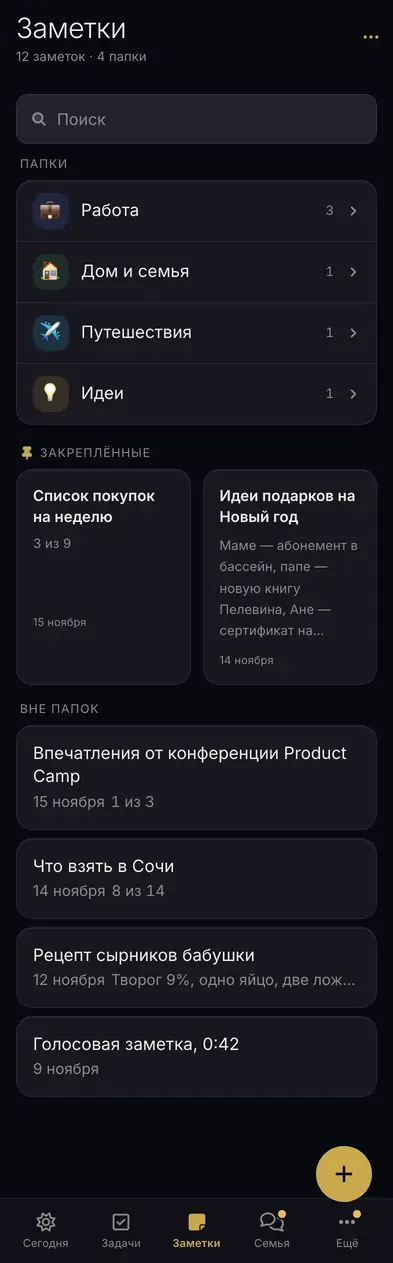 Заметки
12 заметок · 4 папки
Поиск
ПАПКИ
Работа 3
Дом и семья 1
Путешествия 1
Идеи 1
ЗАКРЕПЛЁННЫЕ
Список покупок
на неделю
3 из 9
15 ноября
Идеи подарков на
Новый год
Маме — абонемент в
бассейн, папе —
новую книгу
Пелевина, Ане —
сертификат на...
14 ноября
ВНЕ ПАПОК
Впечатления от конференции Product
Camp
15 ноября 1 из 3
Что взять в Сочи
14 ноября 8 из 14
Рецепт сырников бабушки
12 ноября Творог 9%, одно яйцо, две лож...
Голосовая заметка, 0:42
9 ноября
Сегодня Задачи Заметки Семья Ещё